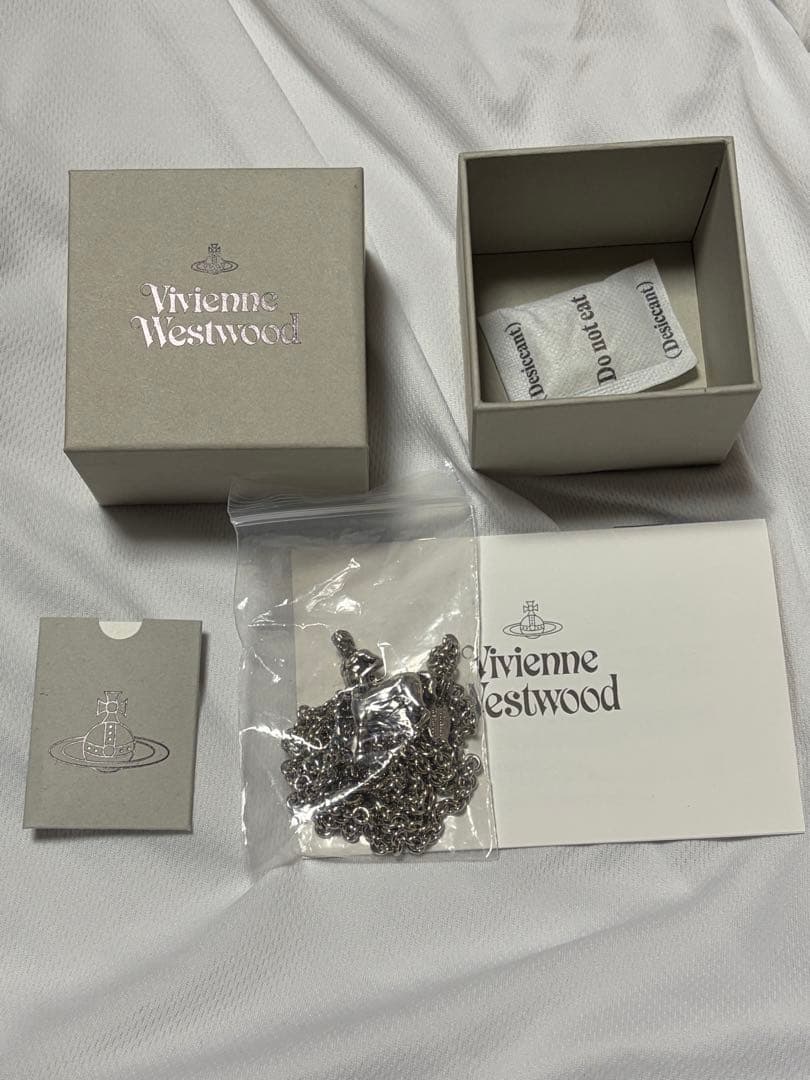 Vivienne
Westwood
(Desiccant)
Do not eat
(Desiccant)
Vivienne
Westwood